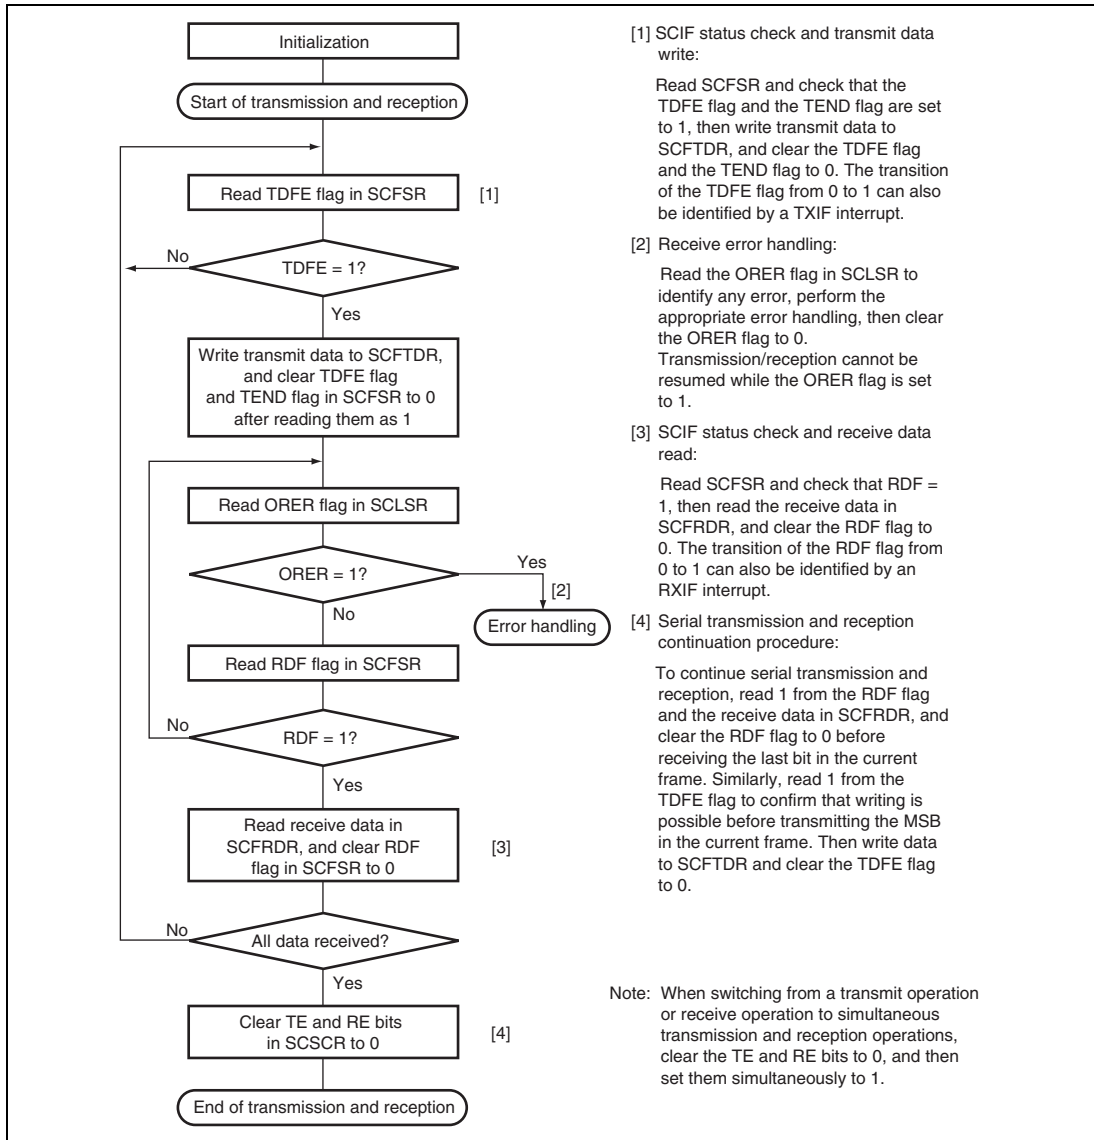 Initialization
Start of transmission and reception
Read TDFE flag in SCFSR
[1]
No
TDFE = 1?
Yes
Write transmit data to SCFTDR,
and clear TDFE flag
and TEND flag in SCFSR to 0
after reading them as 1
Read ORER flag in SCLSR
ORER = 1?
Yes
[2]
Error handling
No
Read RDF flag in SCFSR
No
RDF = 1?
Yes
Read receive data in
SCFRDR, and clear RDF
flag in SCFSR to 0
[3]
No
All data received?
Yes
Clear TE and RE bits
in SCSCR to 0
[4]
End of transmission and reception
[1] SCIF status check and transmit data
write:
Read SCFSR and check that the
TDFE flag and the TEND flag are set
to 1, then write transmit data to
SCFTDR, and clear the TDFE flag
and the TEND flag to 0. The transition
of the TDFE flag from 0 to 1 can also
be identified by a TXIF interrupt.
[2] Receive error handling:
Read the ORER flag in SCLSR to
identify any error, perform the
appropriate error handling, then clear
the ORER flag to 0.
Transmission/reception cannot be
resumed while the ORER flag is set
to 1.
[3] SCIF status check and receive data
read:
Read SCFSR and check that RDF =
1, then read the receive data in
SCFRDR, and clear the RDF flag to
0. The transition of the RDF flag from
0 to 1 can also be identified by an
RXIF interrupt.
[4] Serial transmission and reception
continuation procedure:
To continue serial transmission and
reception, read 1 from the RDF flag
and the receive data in SCFRDR, and
clear the RDF flag to 0 before
receiving the last bit in the current
frame. Similarly, read 1 from the
TDFE flag to confirm that writing is
possible before transmitting the MSB
in the current frame. Then write data
to SCFTDR and clear the TDFE flag
to 0.
Note: When switching from a transmit operation
or receive operation to simultaneous
transmission and reception operations,
clear the TE and RE bits to 0, and then
set them simultaneously to 1.